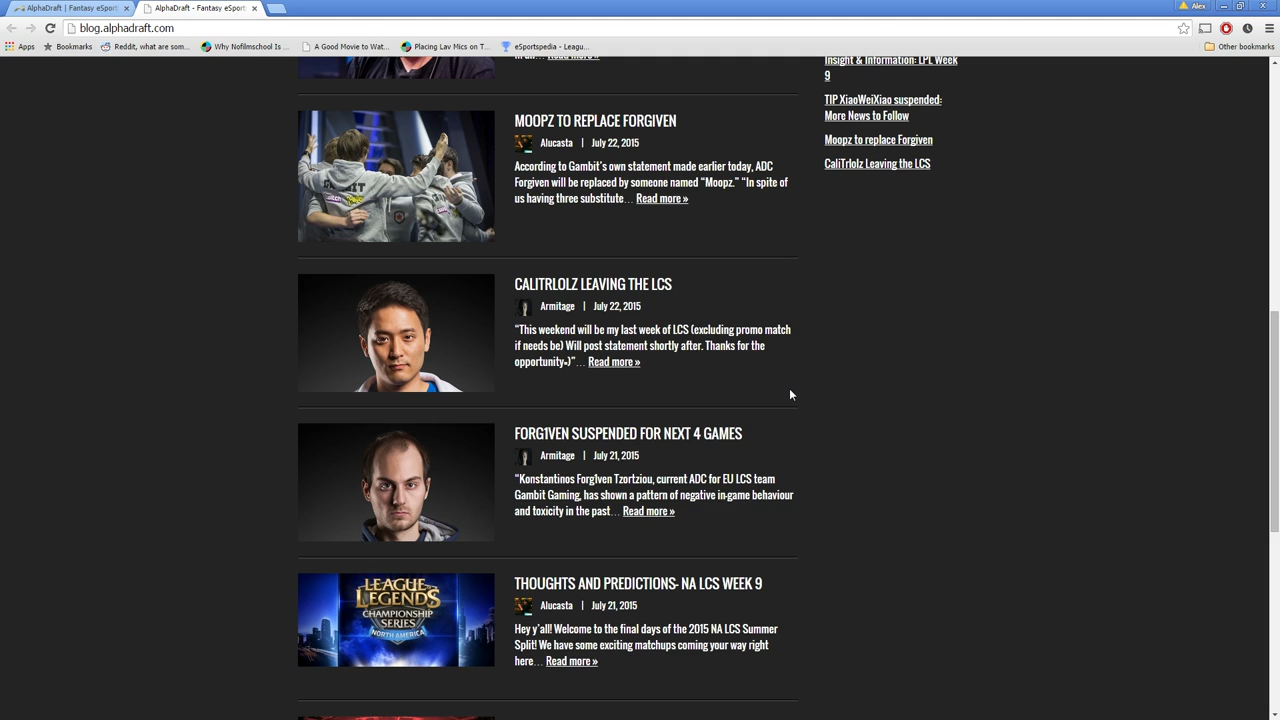 AlphaDraft | Fantasy eSport
AlphaDraft - Fantasy eSport
Alex
blog.alphadraft.com
Apps
Bookmarks
Reddit, what are som...
Why Nofilmschool Is ...
A Good Movie to Wat...
Placing Lav Mics on T...
eSportspedia - Leagu...
Other bookmarks
Read more »
Insight & Information: LPL Week
9
TIP XiaoWeiXiao suspended:
More News to Follow
Moopz to replace Forgiven
CaliTrlolz Leaving the LCS
MOOPZ TO REPLACE FORGIVEN
Alucasta | July 22, 2015
According to Gambit's own statement made earlier today, ADC
Forgiven will be replaced by someone named “Moopz.” “In spite of
us having three substitute… Read more »
GAMBIT
CALITRLOLZ LEAVING THE LCS
Armitage | July 22, 2015
“This weekend will be my last week of LCS (excluding promo match
if needs be) Will post statement shortly after. Thanks for the
opportunity=)”… Read more »
FORG1VEN SUSPENDED FOR NEXT 4 GAMES
Armitage | July 21, 2015
“Konstantinos Forg1ven Tzortziou, current ADC for EU LCS team
Gambit Gaming, has shown a pattern of negative in-game behaviour
and toxicity in the past… Read more »
LEAGUE
OF
LEGENDS
CHAMPIONSHIP
SERIES
NORTH AMERICA
THOUGHTS AND PREDICTIONS- NA LCS WEEK 9
Alucasta | July 21, 2015
Hey y'all! Welcome to the final days of the 2015 NA LCS Summer
Split! We have some exciting matchups coming your way right
here… Read more »